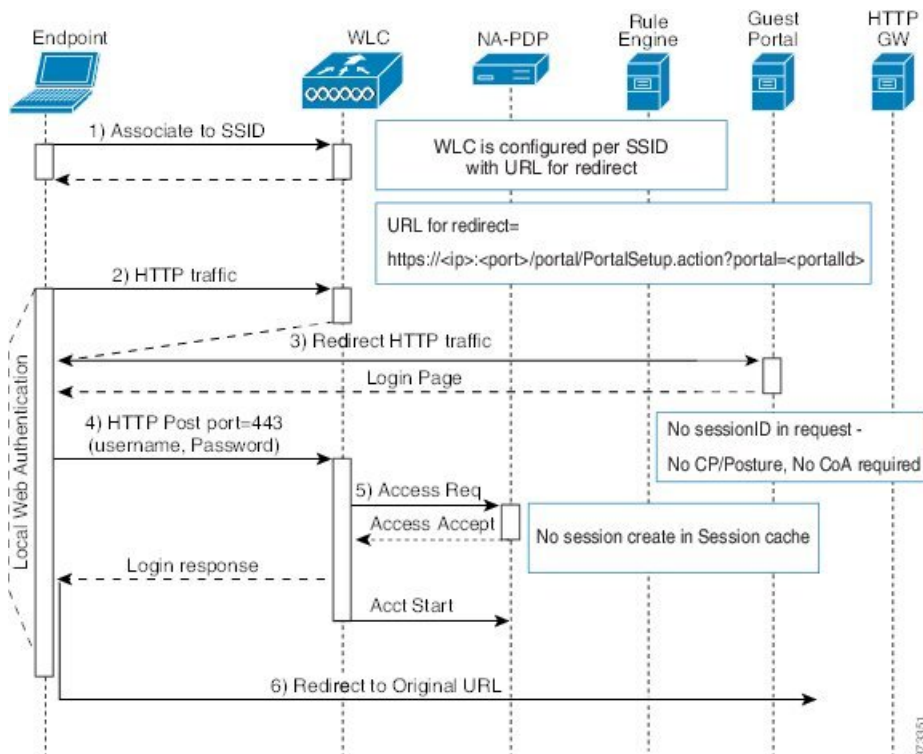 Endpoint
WLC
NA-PDP
Rule
Engine
Guest
Portal
HTTP
GW
1) Associate to SSID
WLC is configured per SSID
with URL for redirect
URL for redirect=
https://<ip>:<port>/portal/PortalSetup.action?portal=<portalId>
2) HTTP traffic
3) Redirect HTTP traffic
Login Page
Local Web Authentication
4) HTTP Post port=443
(username, Password)
No sessionID in request -
No CP/Posture, No CoA required
5) Access Req
Access Accept
No session create in Session cache
Login response
Acct Start
6) Redirect to Original URL